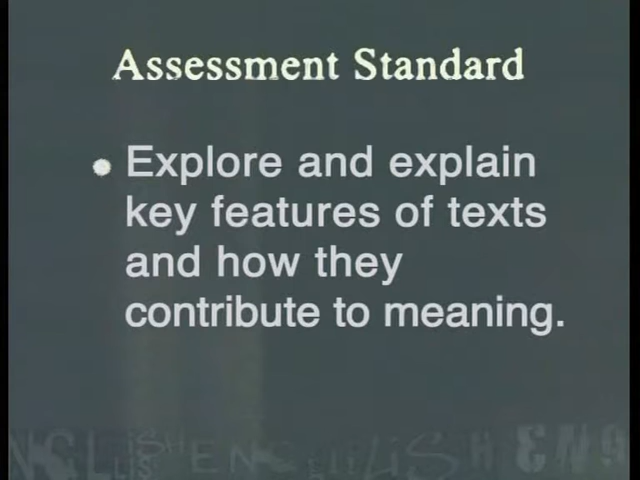 Assessment Standard
• Explore and explain
key features of texts
and how they
contribute to meaning.